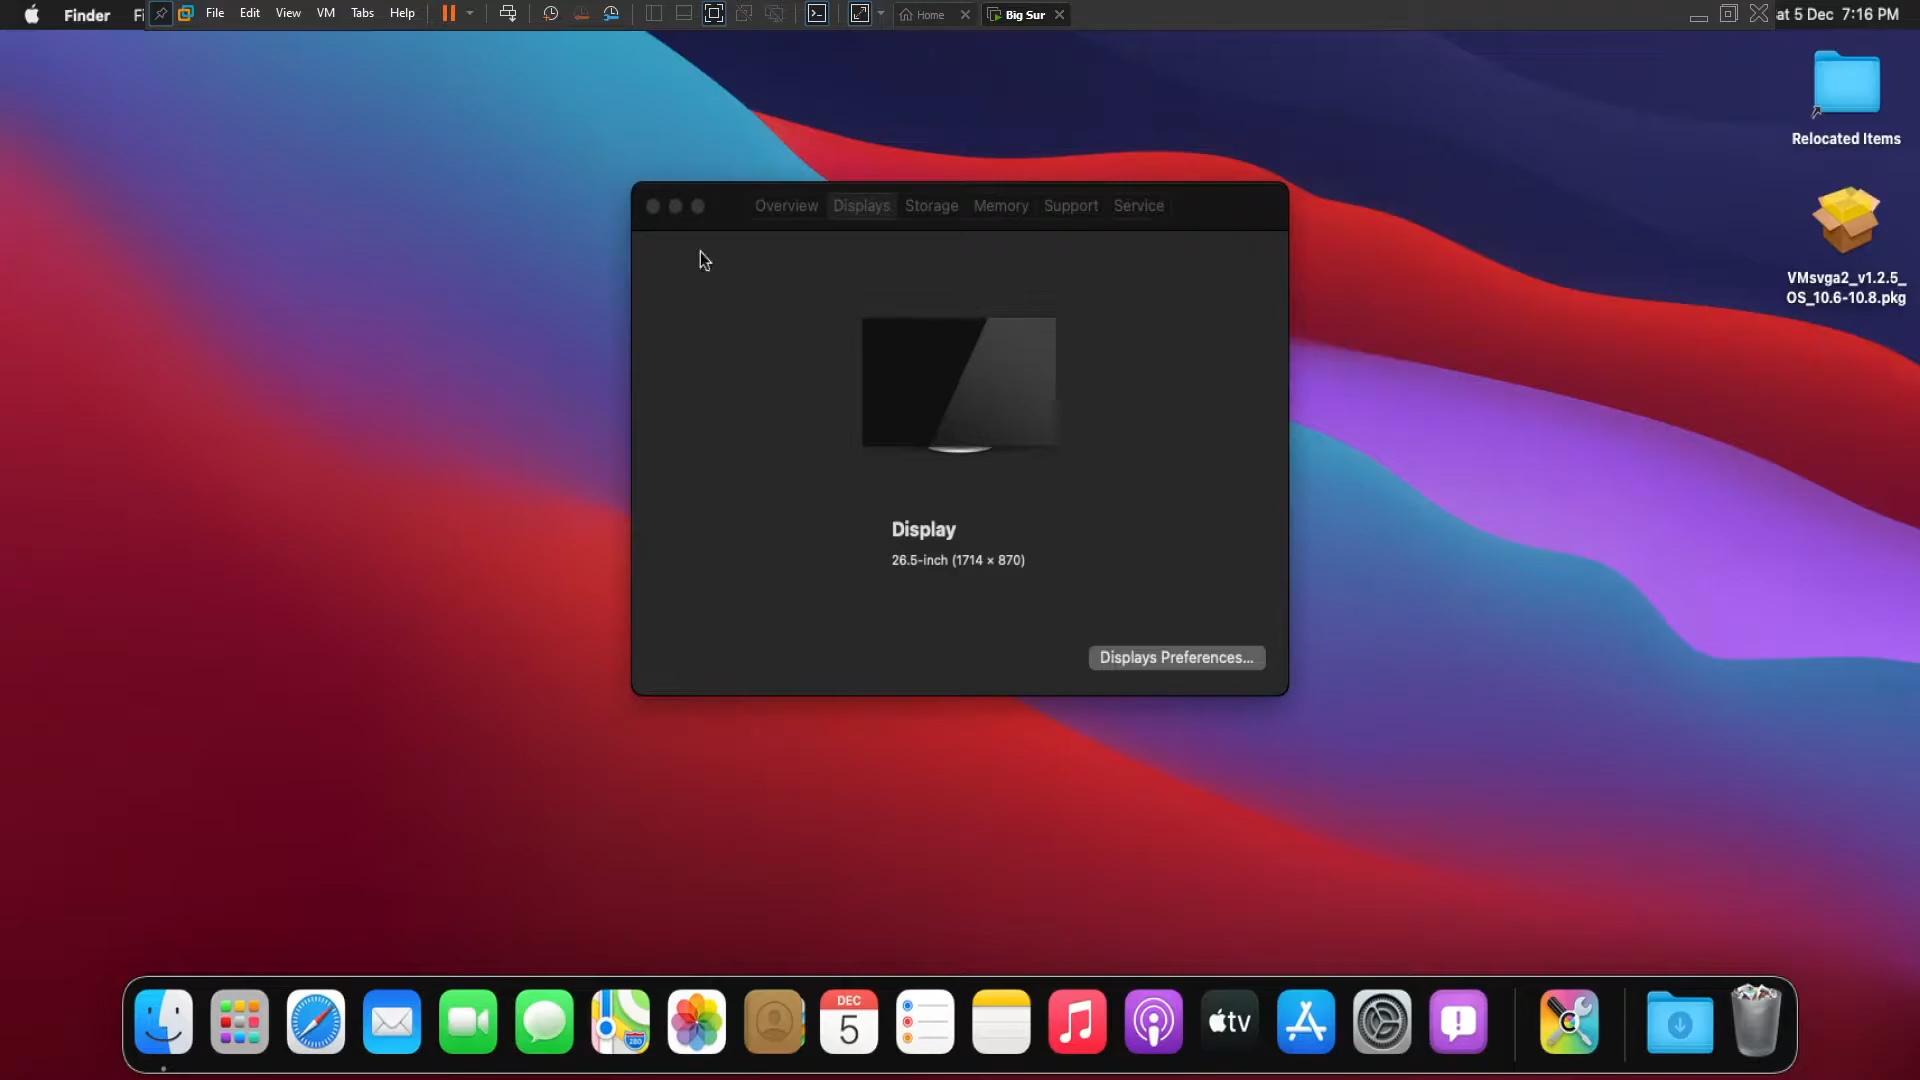 Finder Fi File Edit View VM Tabs Help Home Big Sur at 5 Dec 7:16 PM
Relocated Items
VMsvga2_v1.2.5_
OS_10.6-10.8.pkg
Overview Displays Storage Memory Support Service
Display
26.5-inch (1714 × 870)
Displays Preferences...
DEC
5
280
tv